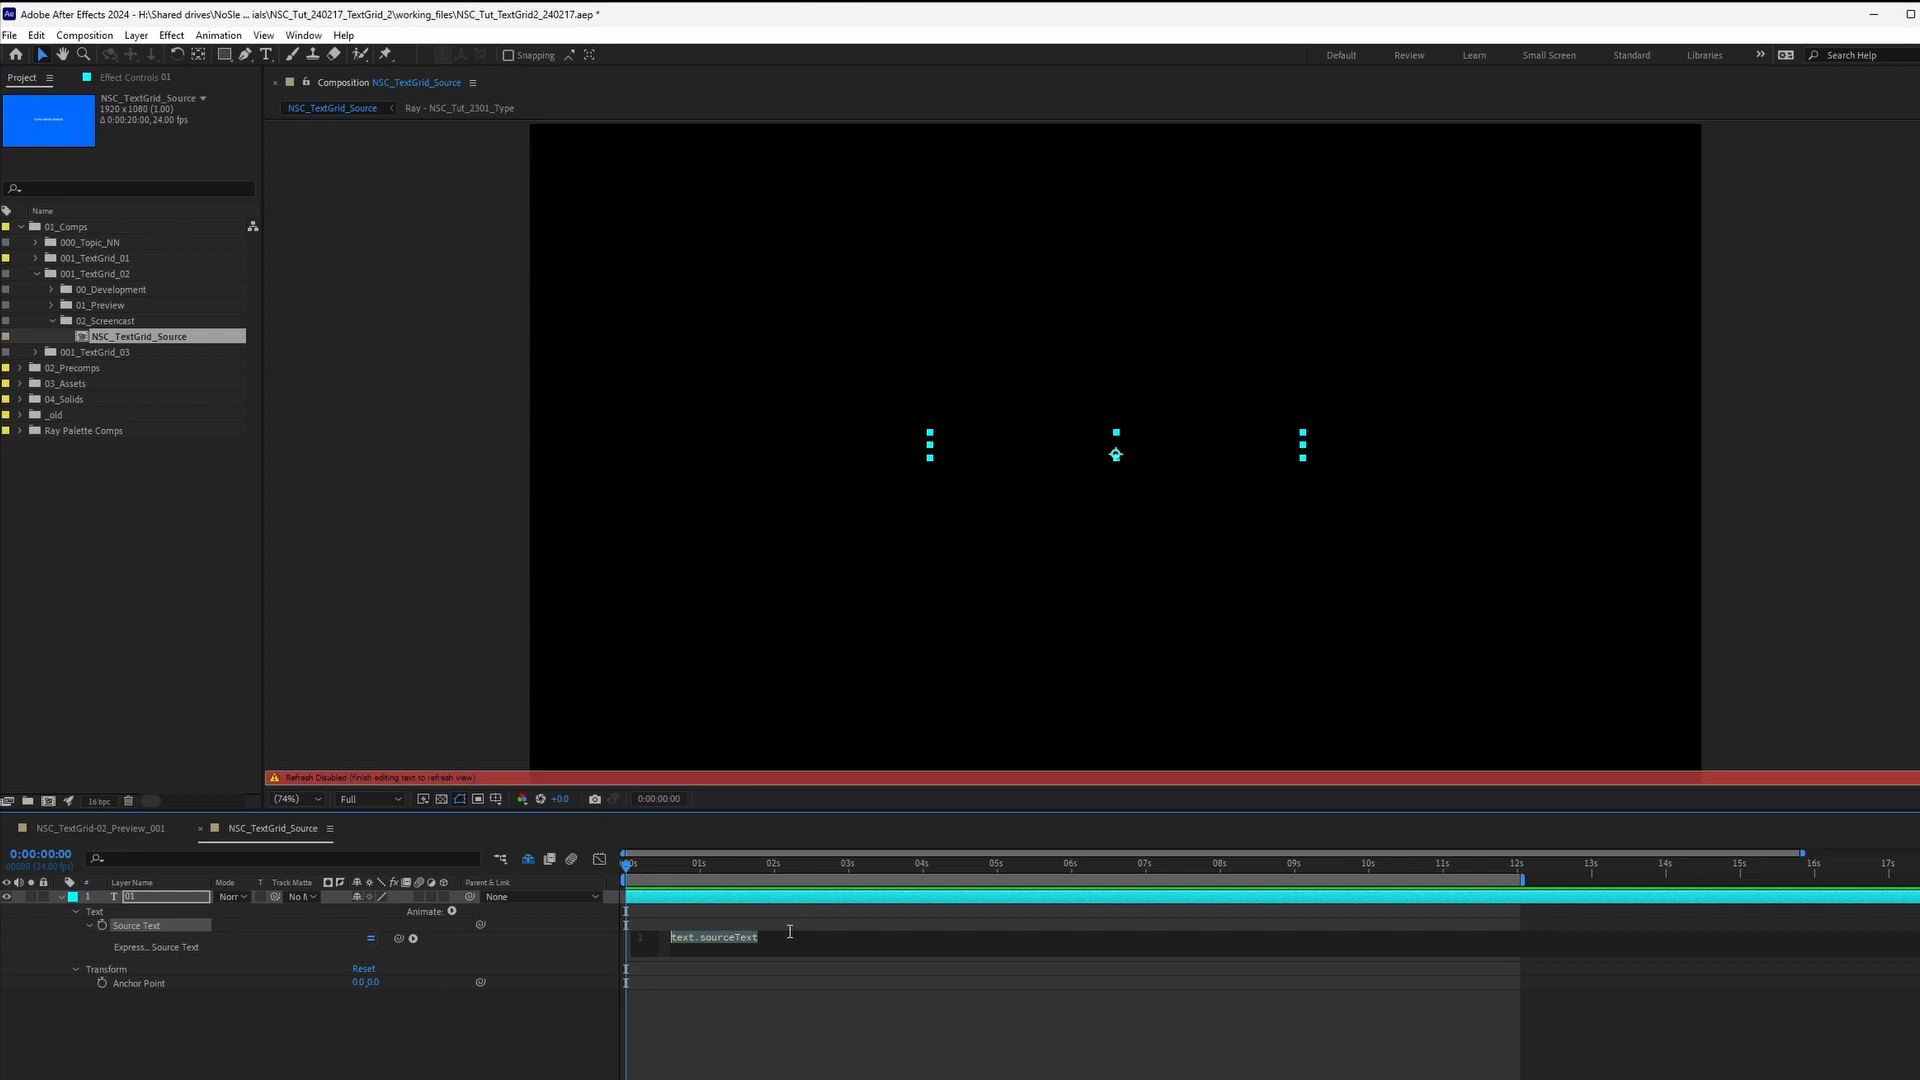 Adobe After Effects 2024 - H:\Shared drives\NoSle ... ials\NSC_Tut_240217_TextGrid_2\working_files\NSC_Tut_TextGrid2_240217.aep *
File Edit Composition Layer Effect Animation View Window Help
Snapping Default Review Learn Small Screen Standard Libraries Search Help
Project Effect Controls 01 Composition NSC_TextGrid_Source
NSC_TextGrid_Source
1920 x 1080 (1.00)
Δ 0:00:20:00, 24.00 fps
NSC_TextGrid_Source Ray - NSC_Tut_2301_Type
Name
01_Comps
000_Topic_NN
001_TextGrid_01
001_TextGrid_02
00_Development
01_Preview
02_Screencast
NSC_TextGrid_Source
001_TextGrid_03
02_Precomps
03_Assets
04_Solids
_old
Ray Palette Comps
Refresh Disabled (finish editing text to refresh view)
16 bpc (74%) Full +0.0 0:00:00:00
NSC_TextGrid-02_Preview_001 NSC_TextGrid_Source
0:00:00:00
00000 (24.00 fps)
:00s 01s 02s 03s 04s 05s 06s 07s 08s 09s 10s 11s 12s 13s 14s 15s 16s 17s
# Layer Name Mode T Track Matte fx Parent & Link
1 T 01 Norr No M None
Text Animate:
Source Text
Express... Source Text
1 text.sourceText
Transform Reset
Anchor Point 0.0,0.0